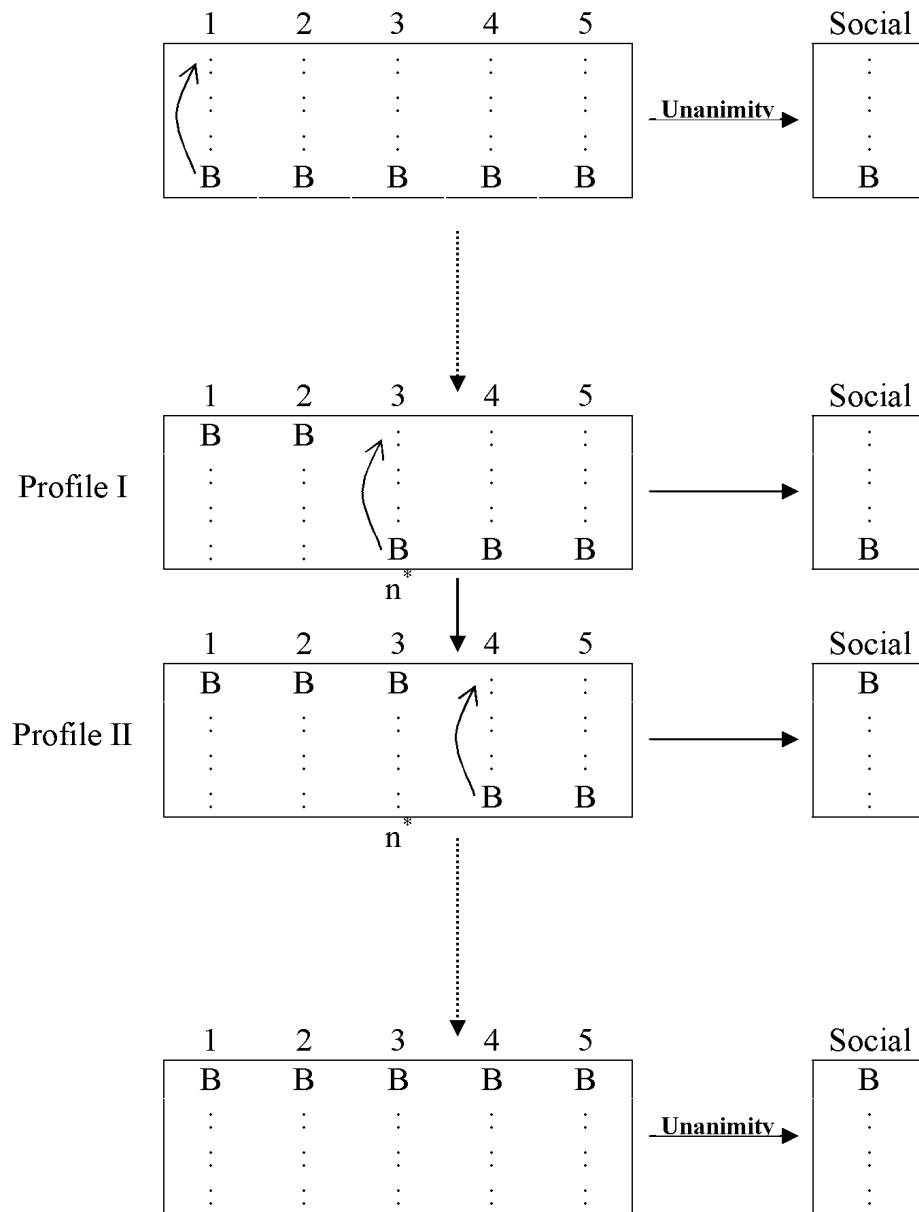 1 2 3 4 5 Social
: : : : : :
: : : : : :
: : : : : :
B B B B B B
Unanimity
1 2 3 4 5 Social
B B : : : :
: : : : : :
: : : : : :
: : B B B B
Profile I
n*
1 2 3 4 5 Social
B B B : : B
: : : : : :
: : : : : :
: : : B B :
Profile II
n*
1 2 3 4 5 Social
B B B B B B
: : : : : :
: : : : : :
: : : : : :
Unanimity